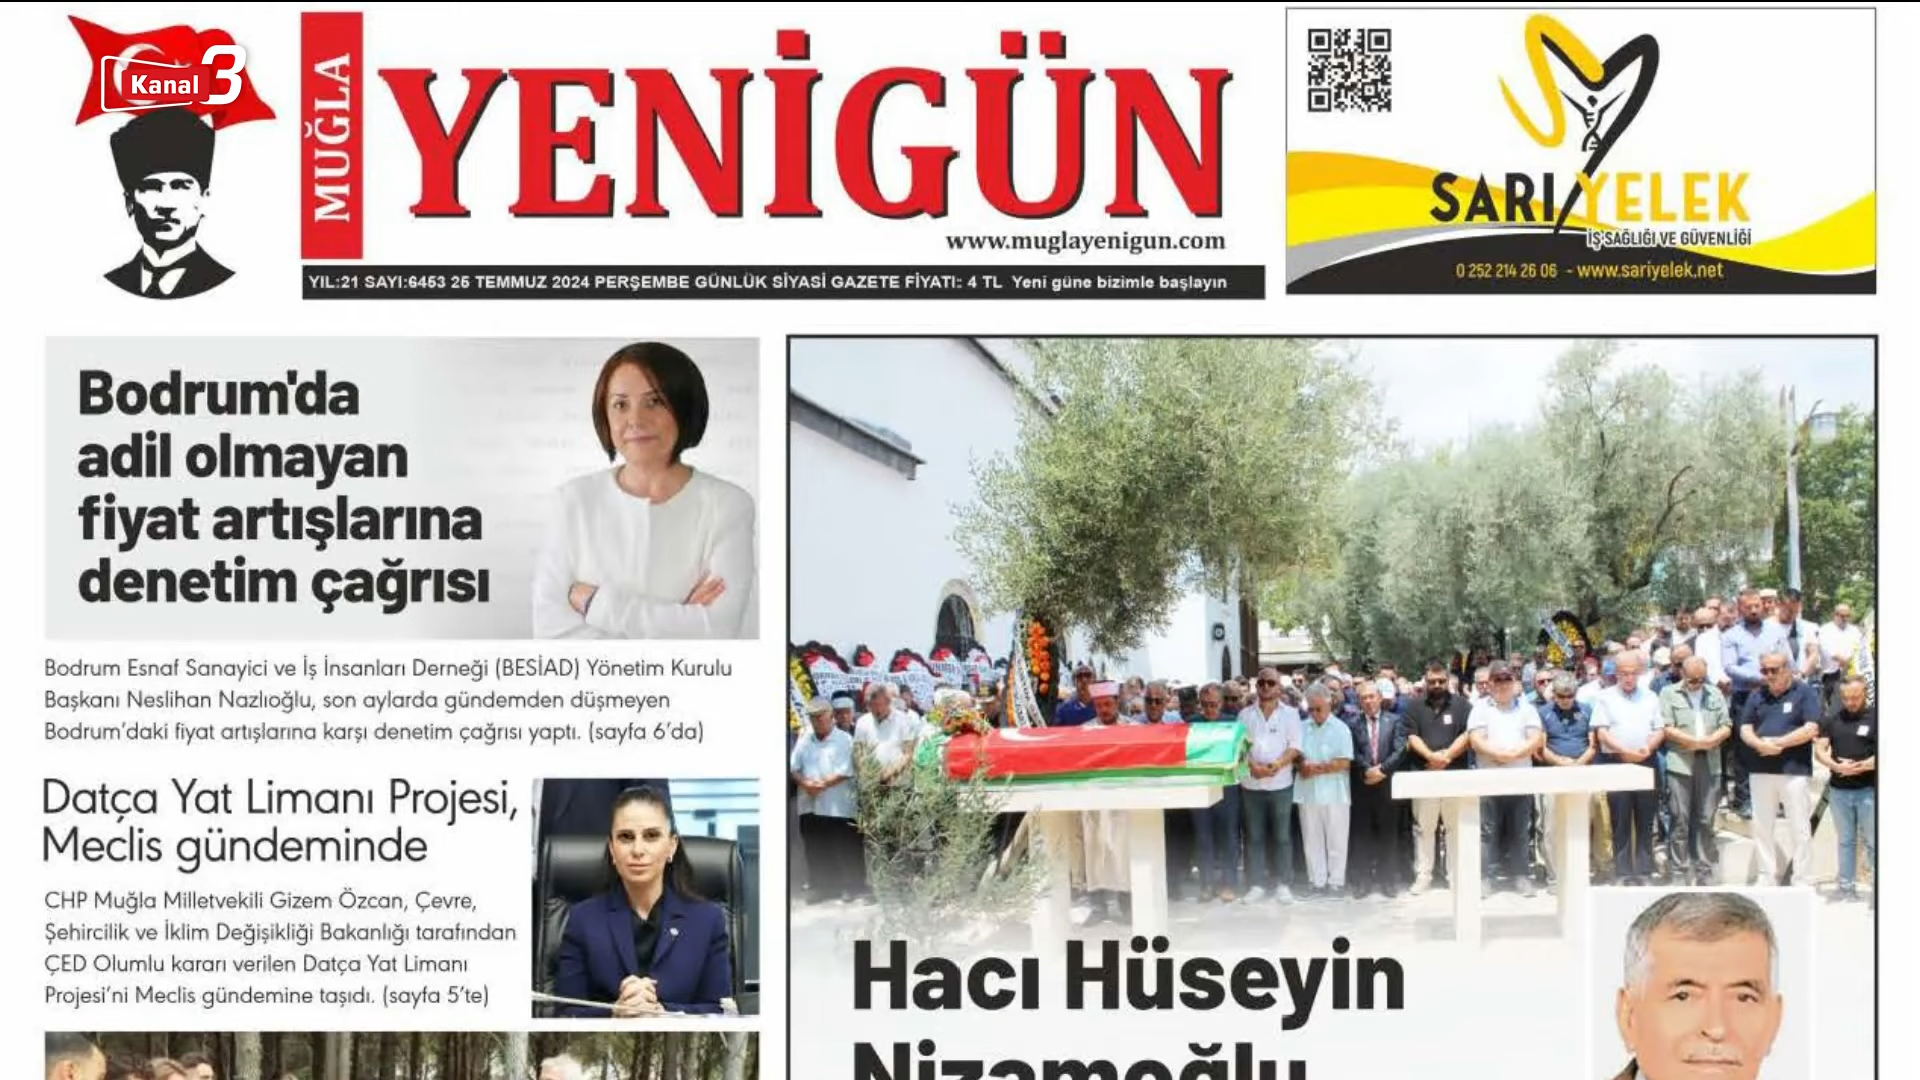 Kanal 3
MUĞLA
YENİGÜN
www.muglayenigun.com
YIL:21 SAYI:6453 25 TEMMUZ 2024 PERŞEMBE GÜNLÜK SİYASİ GAZETE FİYATI: 4 TL Yeni güne bizimle başlayın
SARI YELEK
İŞ SAĞLIĞI VE GÜVENLİĞİ
0 252 214 26 06 - www.sariyelek.net
Bodrum'da
adil olmayan
fiyat artışlarına
denetim çağrısı
Bodrum Esnaf Sanayici ve İş İnsanları Derneği (BESİAD) Yönetim Kurulu
Başkanı Neslihan Nazlıoğlu, son aylarda gündemden düşmeyen
Bodrum'daki fiyat artışlarına karşı denetim çağrısı yaptı. (sayfa 6'da)
Datça Yat Limanı Projesi,
Meclis gündeminde
CHP Muğla Milletvekili Gizem Özcan, Çevre,
Şehircilik ve İklim Değişikliği Bakanlığı tarafından
ÇED Olumlu kararı verilen Datça Yat Limanı
Projesi'ni Meclis gündemine taşıdı. (sayfa 5'te)
Hacı Hüseyin
Nizamoğlu